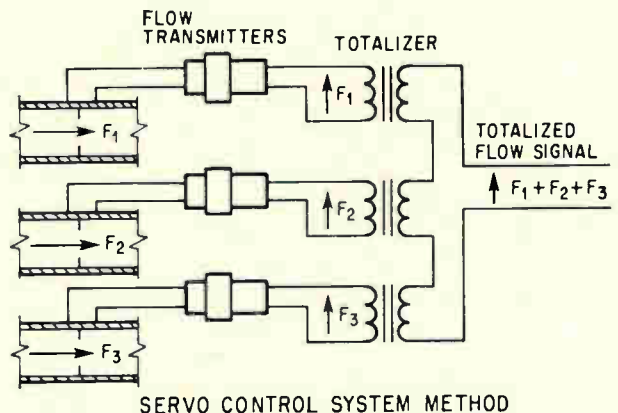 FLOW
TRANSMITTERS
TOTALIZER
F1
F1
TOTALIZED
FLOW SIGNAL
F1+F2+F3
F2
F2
F3
F3
SERVO CONTROL SYSTEM METHOD